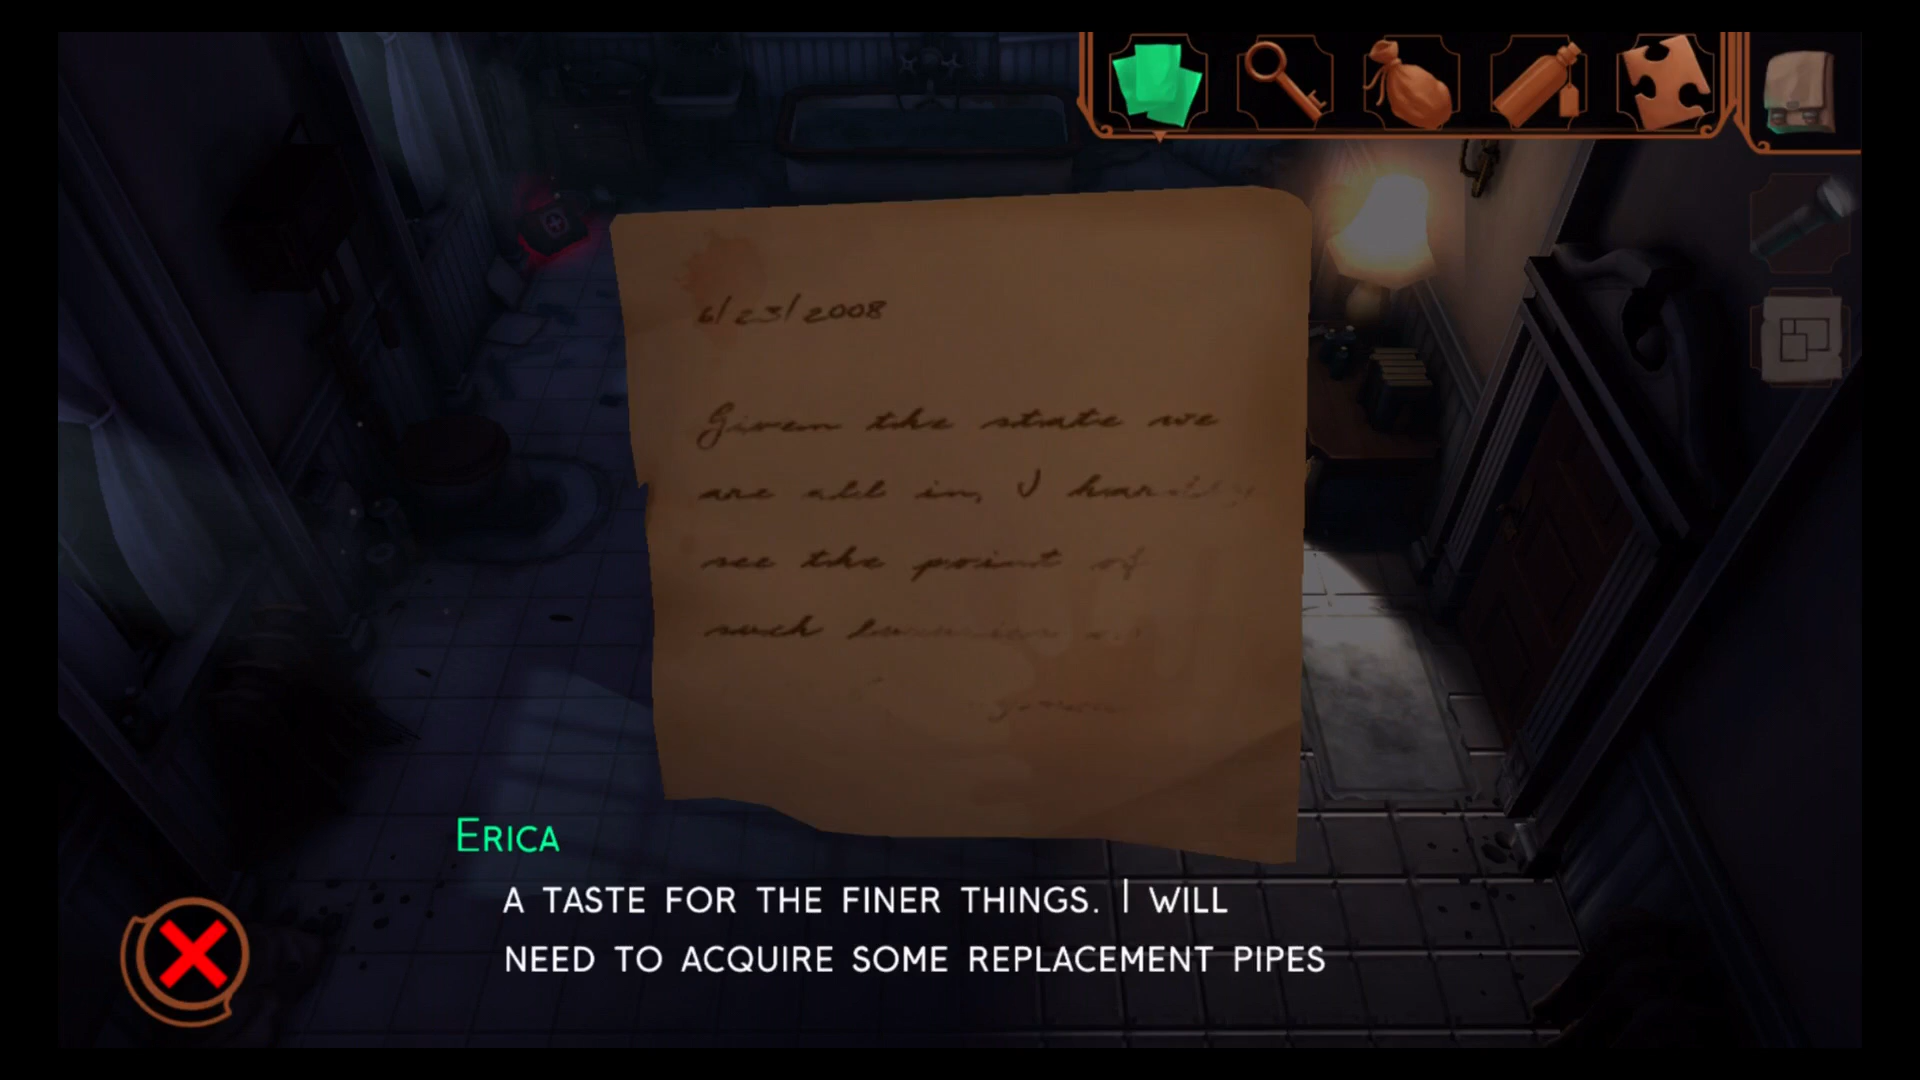 6/23/2008
Given the state we
are all in, I hardly
see the point of
such luxuries
Erica
A TASTE FOR THE FINER THINGS. I WILL
NEED TO ACQUIRE SOME REPLACEMENT PIPES